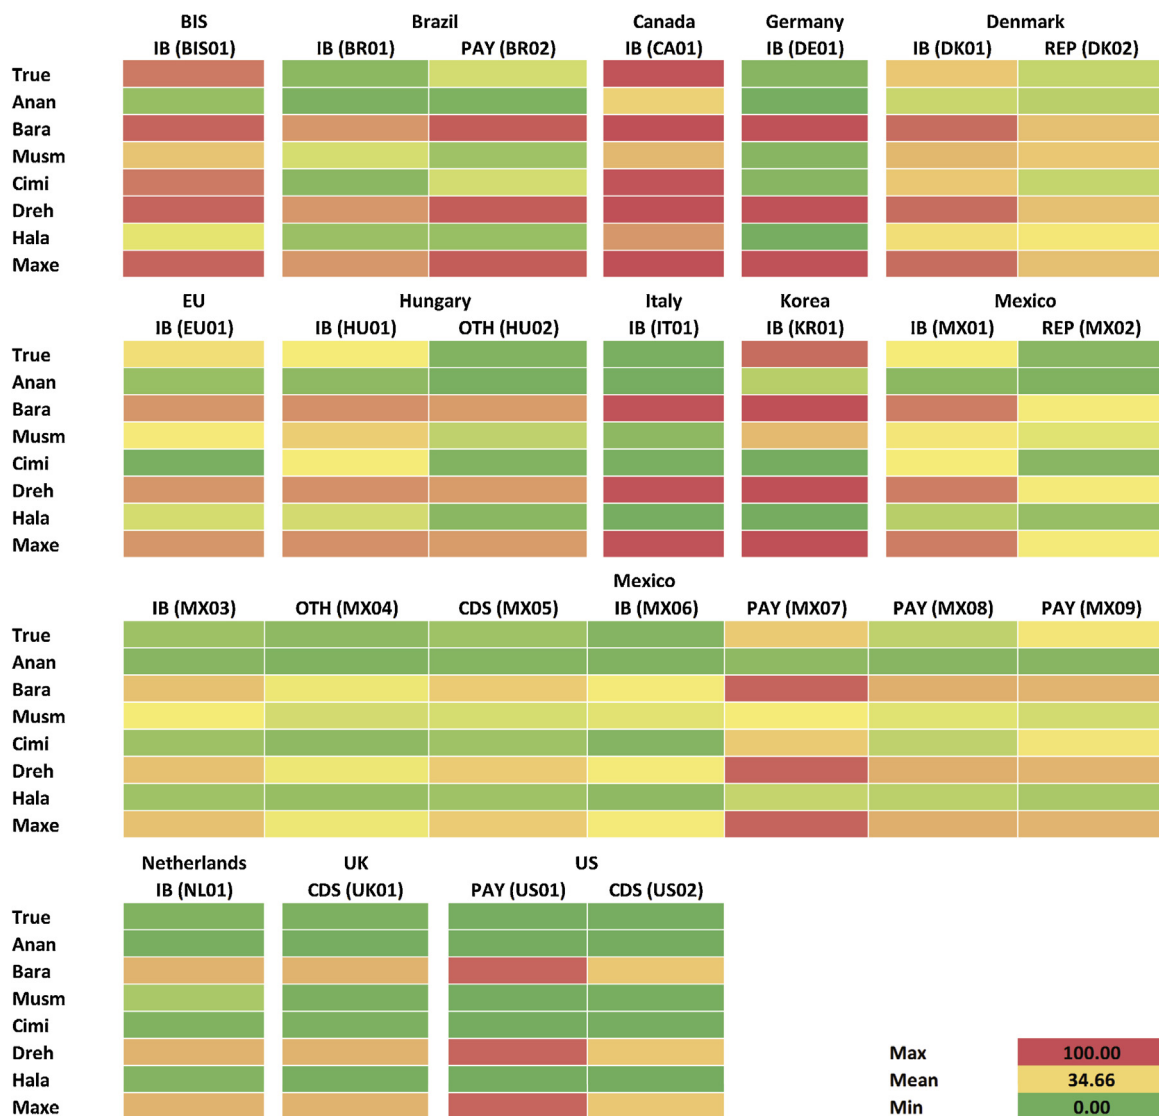 BIS Brazil Canada Germany Denmark
IB (BIS01) IB (BR01) PAY (BR02) IB (CA01) IB (DE01) IB (DK01) REP (DK02)
True
Anan
Bara
Musm
Cimi
Dreh
Hala
Maxe
EU Hungary Italy Korea Mexico
IB (EU01) IB (HU01) OTH (HU02) IB (IT01) IB (KR01) IB (MX01) REP (MX02)
True
Anan
Bara
Musm
Cimi
Dreh
Hala
Maxe
Mexico
IB (MX03) OTH (MX04) CDS (MX05) IB (MX06) PAY (MX07) PAY (MX08) PAY (MX09)
True
Anan
Bara
Musm
Cimi
Dreh
Hala
Maxe
Netherlands UK US
IB (NL01) CDS (UK01) PAY (US01) CDS (US02)
True
Anan
Bara
Musm
Cimi
Dreh Max 100.00
Hala Mean 34.66
Maxe Min 0.00